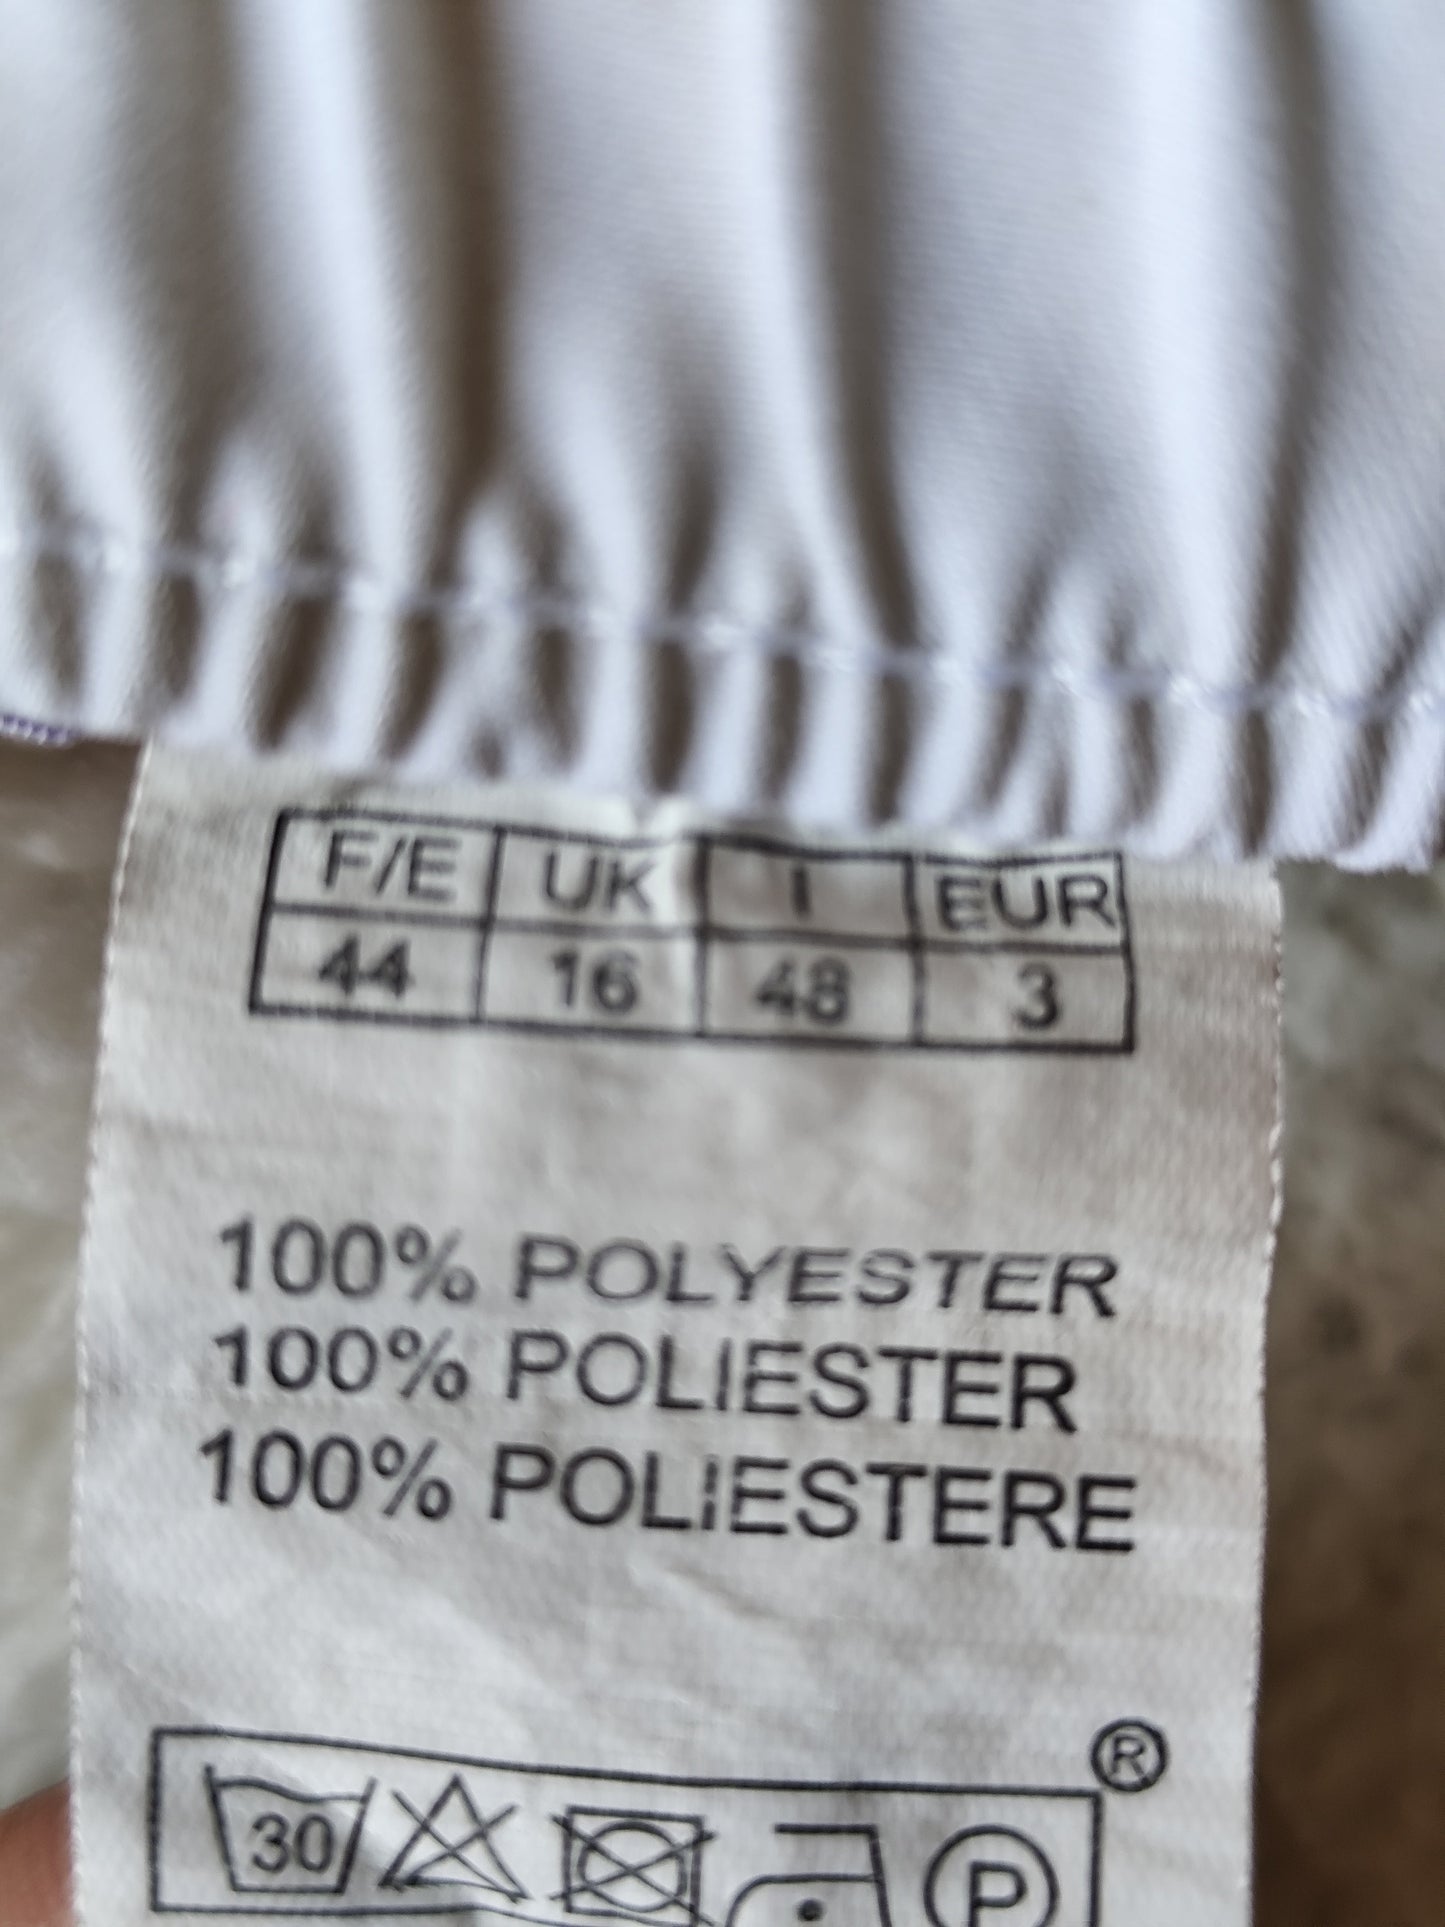 F/E UK I EUR
44 16 48 3
100% POLYESTER
100% POLIESTER
100% POLIESTERE
®
30 P